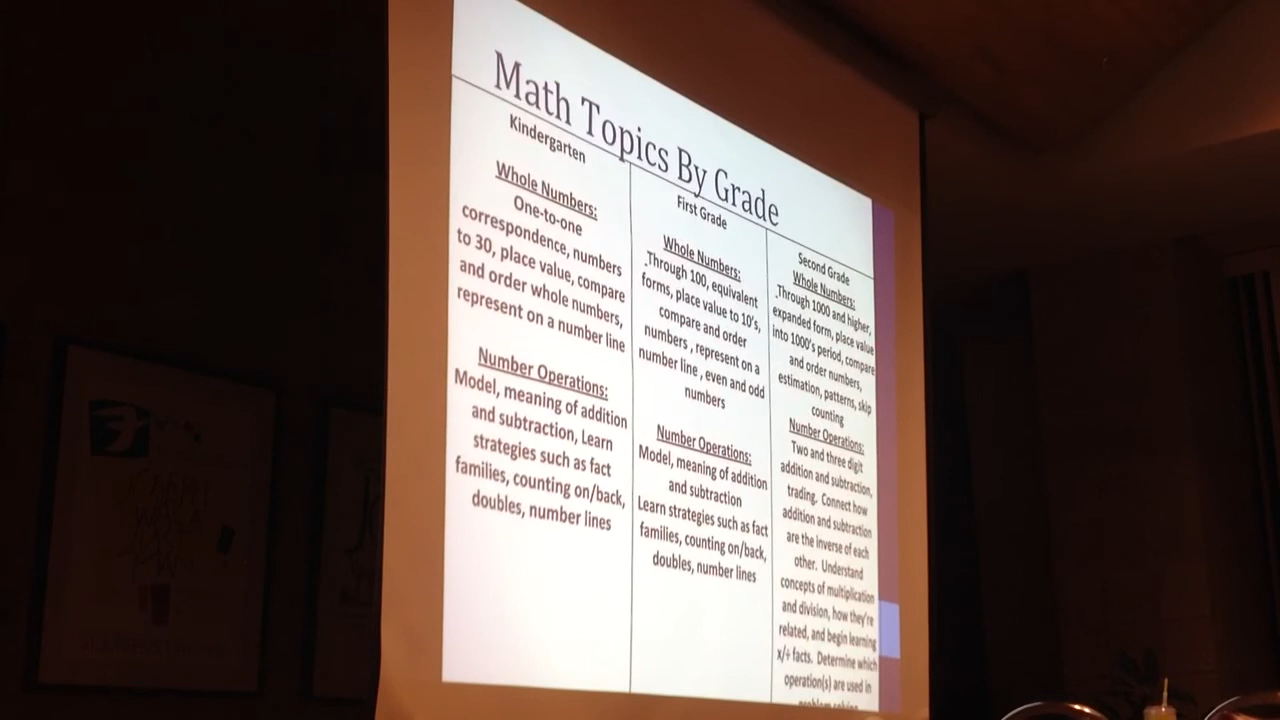 Math Topics By Grade
Kindergarten
Whole Numbers:
One-to-one
correspondence, numbers
to 30, place value, compare
and order whole numbers,
represent on a number line
Number Operations:
Model, meaning of addition
and subtraction, Learn
strategies such as fact
families, counting on/back,
doubles, number lines
First Grade
Whole Numbers:
Through 100, equivalent
forms, place value to 10's,
compare and order
numbers , represent on a
number line , even and odd
numbers
Number Operations:
Model, meaning of addition
and subtraction
Learn strategies such as fact
families, counting on/back,
doubles, number lines
Second Grade
Whole Numbers:
Through 1000 and higher,
expanded form, place value
into 1000's period, compare
and order numbers,
estimation, patterns, skip
counting
Number Operations:
Two and three digit
addition and subtraction,
trading. Connect how
addition and subtraction
are the inverse of each
other. Understand
concepts of multiplication
and division, how they're
related, and begin learning
x/÷ facts. Determine which
operation(s) are used in
problem solving